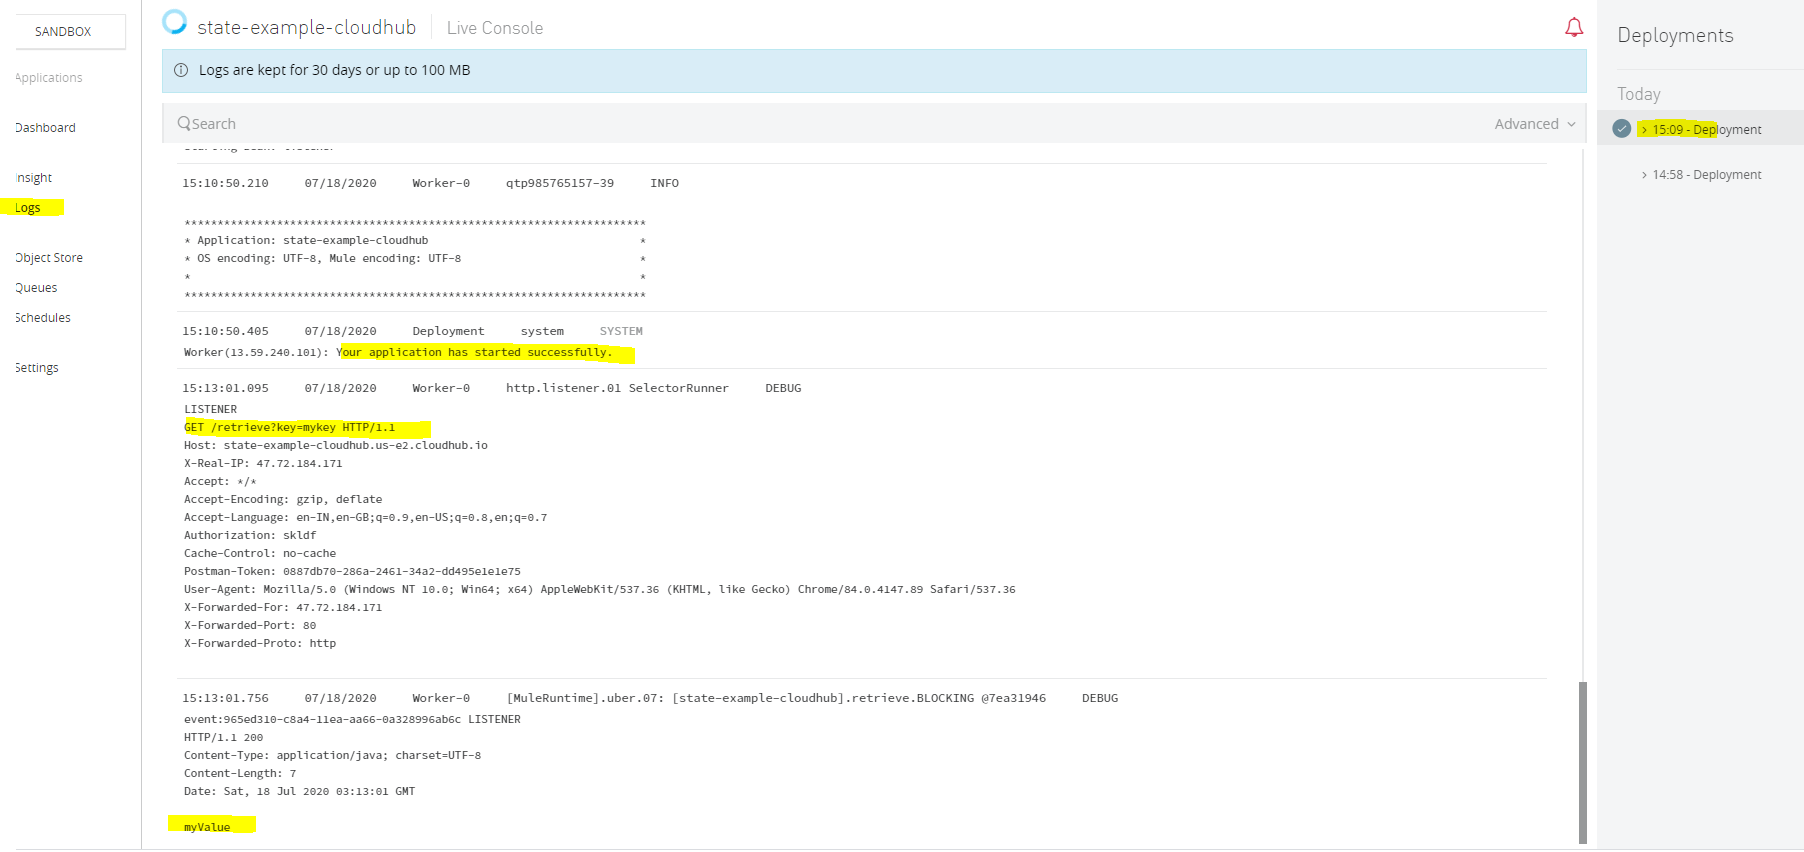 SANDBOX
Applications
Dashboard
Insight
Logs
Object Store
Queues
Schedules
Settings
state-example-cloudhub Live Console
Logs are kept for 30 days or up to 100 MB
Search Advanced
15:10:50.210 07/18/2020 Worker-0 qtp985765157-39 INFO
**********************************************************************
* Application: state-example-cloudhub *
* OS encoding: UTF-8, Mule encoding: UTF-8 *
* *
**********************************************************************
15:10:50.405 07/18/2020 Deployment system SYSTEM
Worker(13.59.240.101): Your application has started successfully.
15:13:01.095 07/18/2020 Worker-0 http.listener.01 SelectorRunner DEBUG
LISTENER
GET /retrieve?key=mykey HTTP/1.1
Host: state-example-cloudhub.us-e2.cloudhub.io
X-Real-IP: 47.72.184.171
Accept: */*
Accept-Encoding: gzip, deflate
Accept-Language: en-IN,en-GB;q=0.9,en-US;q=0.8,en;q=0.7
Authorization: skldf
Cache-Control: no-cache
Postman-Token: 0887db70-286a-2461-34a2-dd495e1e1e75
User-Agent: Mozilla/5.0 (Windows NT 10.0; Win64; x64) AppleWebKit/537.36 (KHTML, like Gecko) Chrome/84.0.4147.89 Safari/537.36
X-Forwarded-For: 47.72.184.171
X-Forwarded-Port: 80
X-Forwarded-Proto: http
15:13:01.756 07/18/2020 Worker-0 [MuleRuntime].uber.07: [state-example-cloudhub].retrieve.BLOCKING @7ea31946 DEBUG
event:965ed310-c8a4-11ea-aa66-0a328996ab6c LISTENER
HTTP/1.1 200
Content-Type: application/java; charset=UTF-8
Content-Length: 7
Date: Sat, 18 Jul 2020 03:13:01 GMT
myValue
Deployments
Today
15:09 - Deployment
14:58 - Deployment